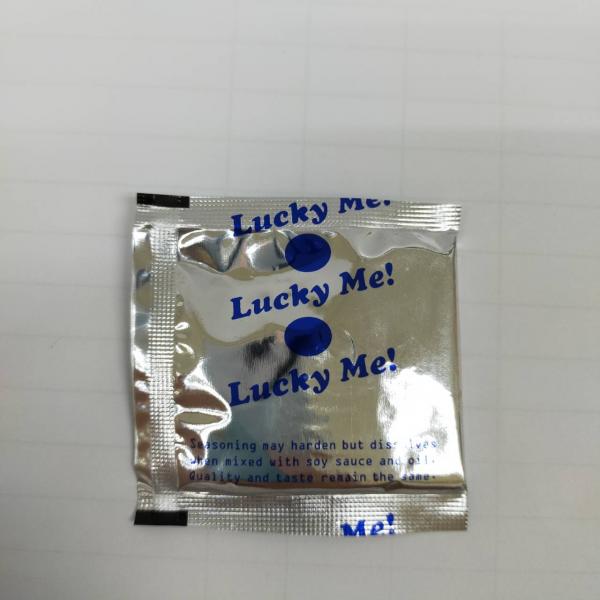 Lucky Me!
Lucky Me!
Lucky Me!
Seasoning may harden but dissolves
when mixed with soy sauce and oil.
Quality and taste remain the same.
Me!